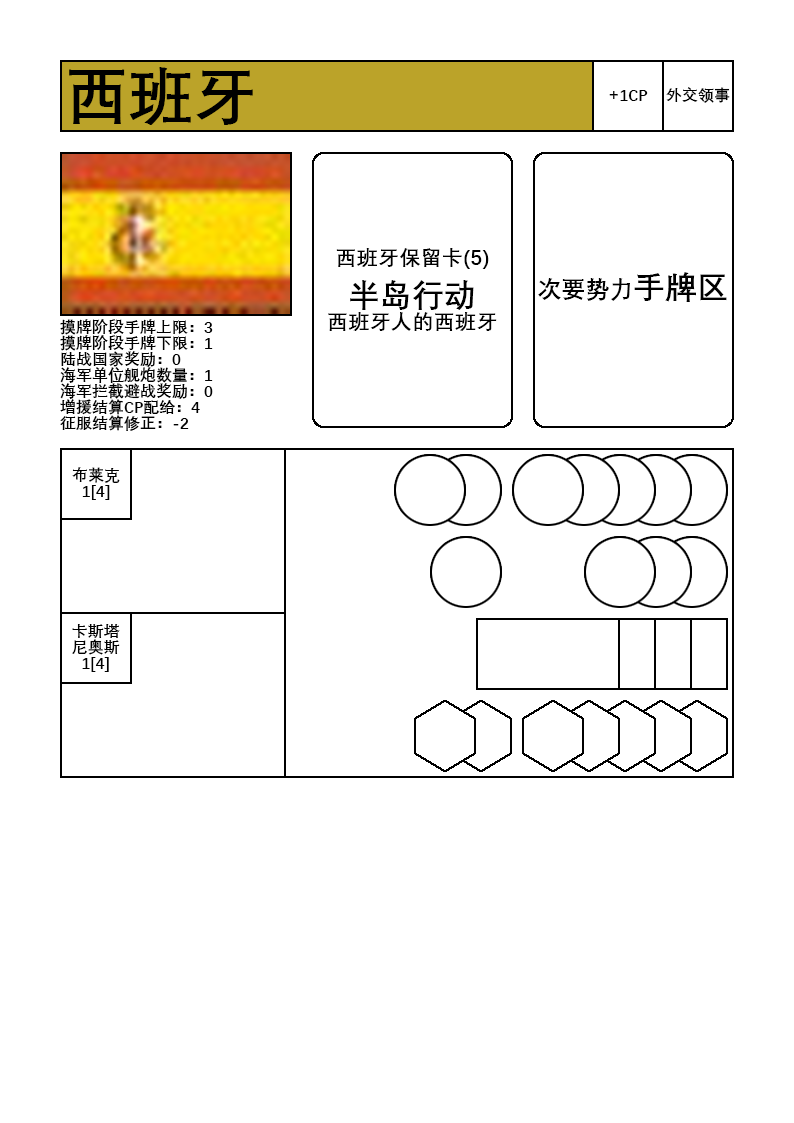 西班牙
+1CP
外交领事
西班牙保留卡(5)
半岛行动
西班牙人的西班牙
次要势力手牌区
摸牌阶段手牌上限：3
摸牌阶段手牌下限：1
陆战国家奖励：0
海军单位舰炮数量：1
海军拦截避战奖励：0
增援结算CP配给：4
征服结算修正：-2
布莱克
1[4]
卡斯塔
尼奥斯
1[4]